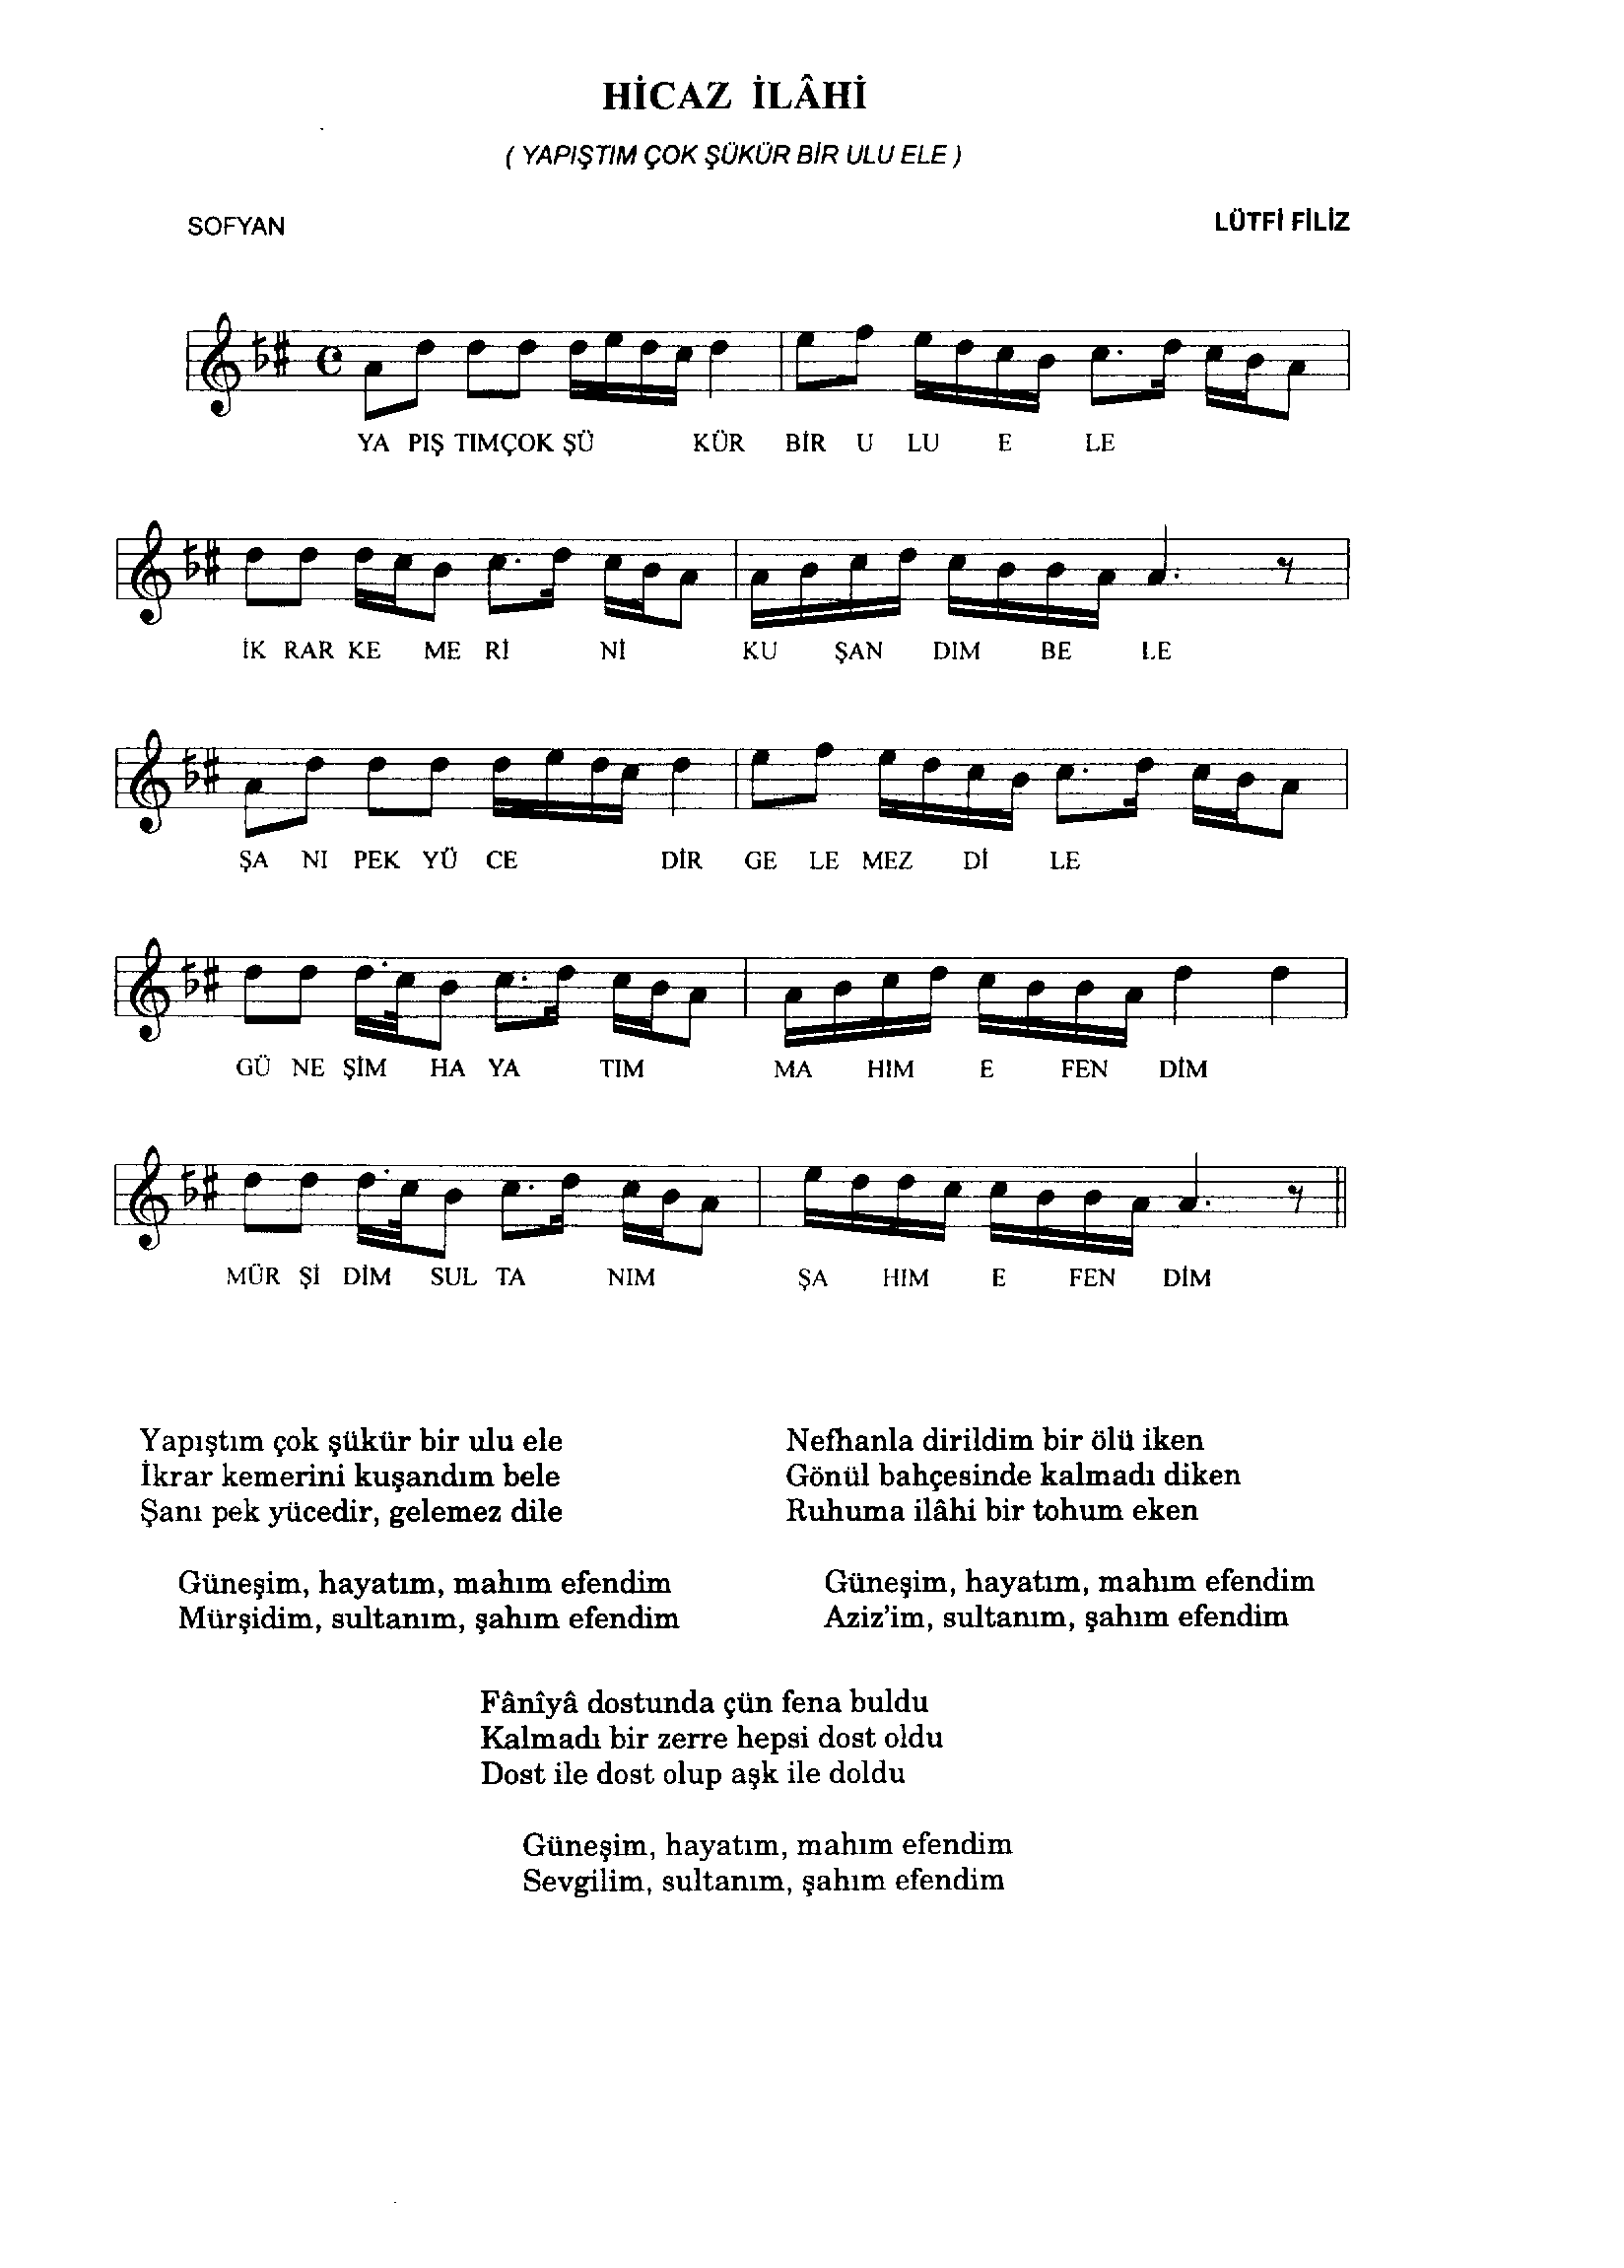 HİCAZ İLÂHİ
( YAPIŞTIM ÇOK ŞÜKÜR BİR ULU ELE )
SOFYAN
LÜTFİ FİLİZ
YA PIŞ TIMÇOK ŞÜ KÜR BİR U LU E LE
İK RAR KE ME Rİ Nİ KU ŞAN DIM BE LE
ŞA NI PEK YÜ CE DİR GE LE MEZ Dİ LE
GÜ NE ŞİM HA YA TIM MA HIM E FEN DİM
MÜR Şİ DİM SUL TA NIM ŞA HIM E FEN DİM
Yapıştım çok şükür bir ulu ele
İkrar kemerini kuşandım bele
Şanı pek yücedir, gelemez dile
Güneşim, hayatım, mahım efendim
Mürşidim, sultanım, şahım efendim
Nefhanla dirildim bir ölü iken
Gönül bahçesinde kalmadı diken
Ruhuma ilâhi bir tohum eken
Güneşim, hayatım, mahım efendim
Aziz'im, sultanım, şahım efendim
Fânîyâ dostunda çün fena buldu
Kalmadı bir zerre hepsi dost oldu
Dost ile dost olup aşk ile doldu
Güneşim, hayatım, mahım efendim
Sevgilim, sultanım, şahım efendim